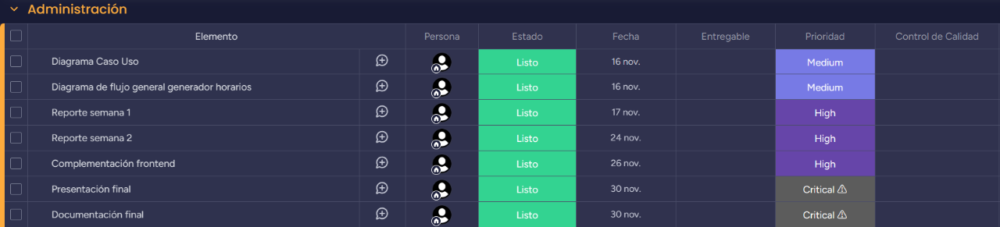 Administración
Elemento Persona Estado Fecha Entregable Prioridad Control de Calidad
Diagrama Caso Uso Listo 16 nov. Medium
Diagrama de flujo general generador horarios Listo 16 nov. Medium
Reporte semana 1 Listo 17 nov. High
Reporte semana 2 Listo 24 nov. High
Complementación frontend Listo 26 nov. High
Presentación final Listo 30 nov. Critical ⚠
Documentación final Listo 30 nov. Critical ⚠